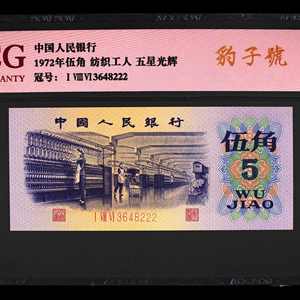 CG
RANTY
中国人民银行
1972年伍角 纺织工人 五星光辉
冠号： I VIII VI 3648222
豹子號
中国人民银行
伍角
5
WU
JIAO
I VIII VI 3648222